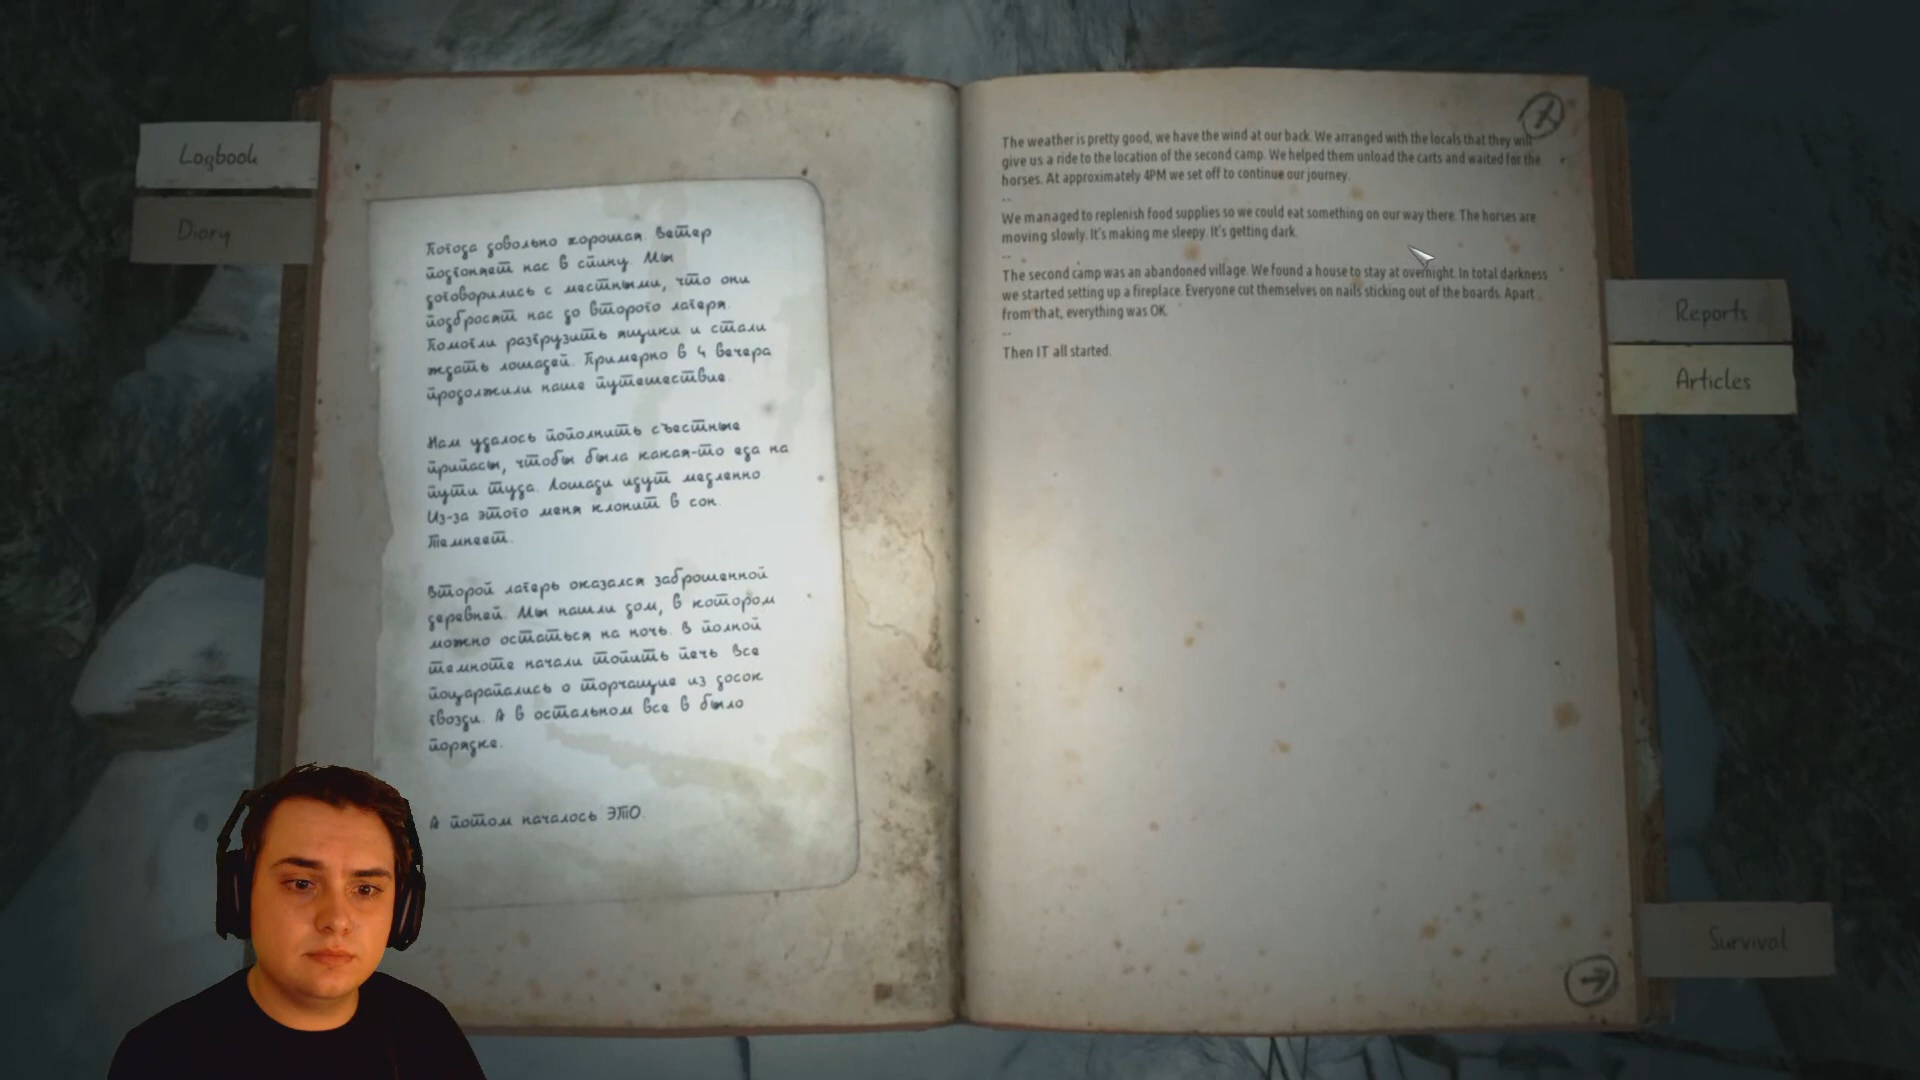 Logbook
Diary
Погода довольно хорошая. Ветер
подгоняет нас в спину. Мы
договорились с местными, что они
подбросят нас до второго лагеря.
Помогли разгрузить ящики и стали
ждать лошадей. Примерно в 4 вечера
продолжили наше путешествие.
Нам удалось пополнить съестные
припасы, чтобы была какая-то еда на
пути туда. Лошади идут медленно
Из-за этого меня клонит в сон.
Темнеет.
Второй лагерь оказался заброшенной
деревней. Мы нашли дом, в котором
можно остаться на ночь. В полной
темноте начали топить печь Все
поцарапались о торчащие из досок
гвозди. А в остальном все в было
порядке.
А потом началось ЭТО.
X
The weather is pretty good, we have the wind at our back. We arranged with the locals that they will
give us a ride to the location of the second camp. We helped them unload the carts and waited for the
horses. At approximately 4PM we set off to continue our journey.
--
We managed to replenish food supplies so we could eat something on our way there. The horses are
moving slowly. It's making me sleepy. It's getting dark.
--
The second camp was an abandoned village. We found a house to stay at overnight. In total darkness
we started setting up a fireplace. Everyone cut themselves on nails sticking out of the boards. Apart
from that, everything was OK.
--
Then IT all started.
Reports
Articles
Survival